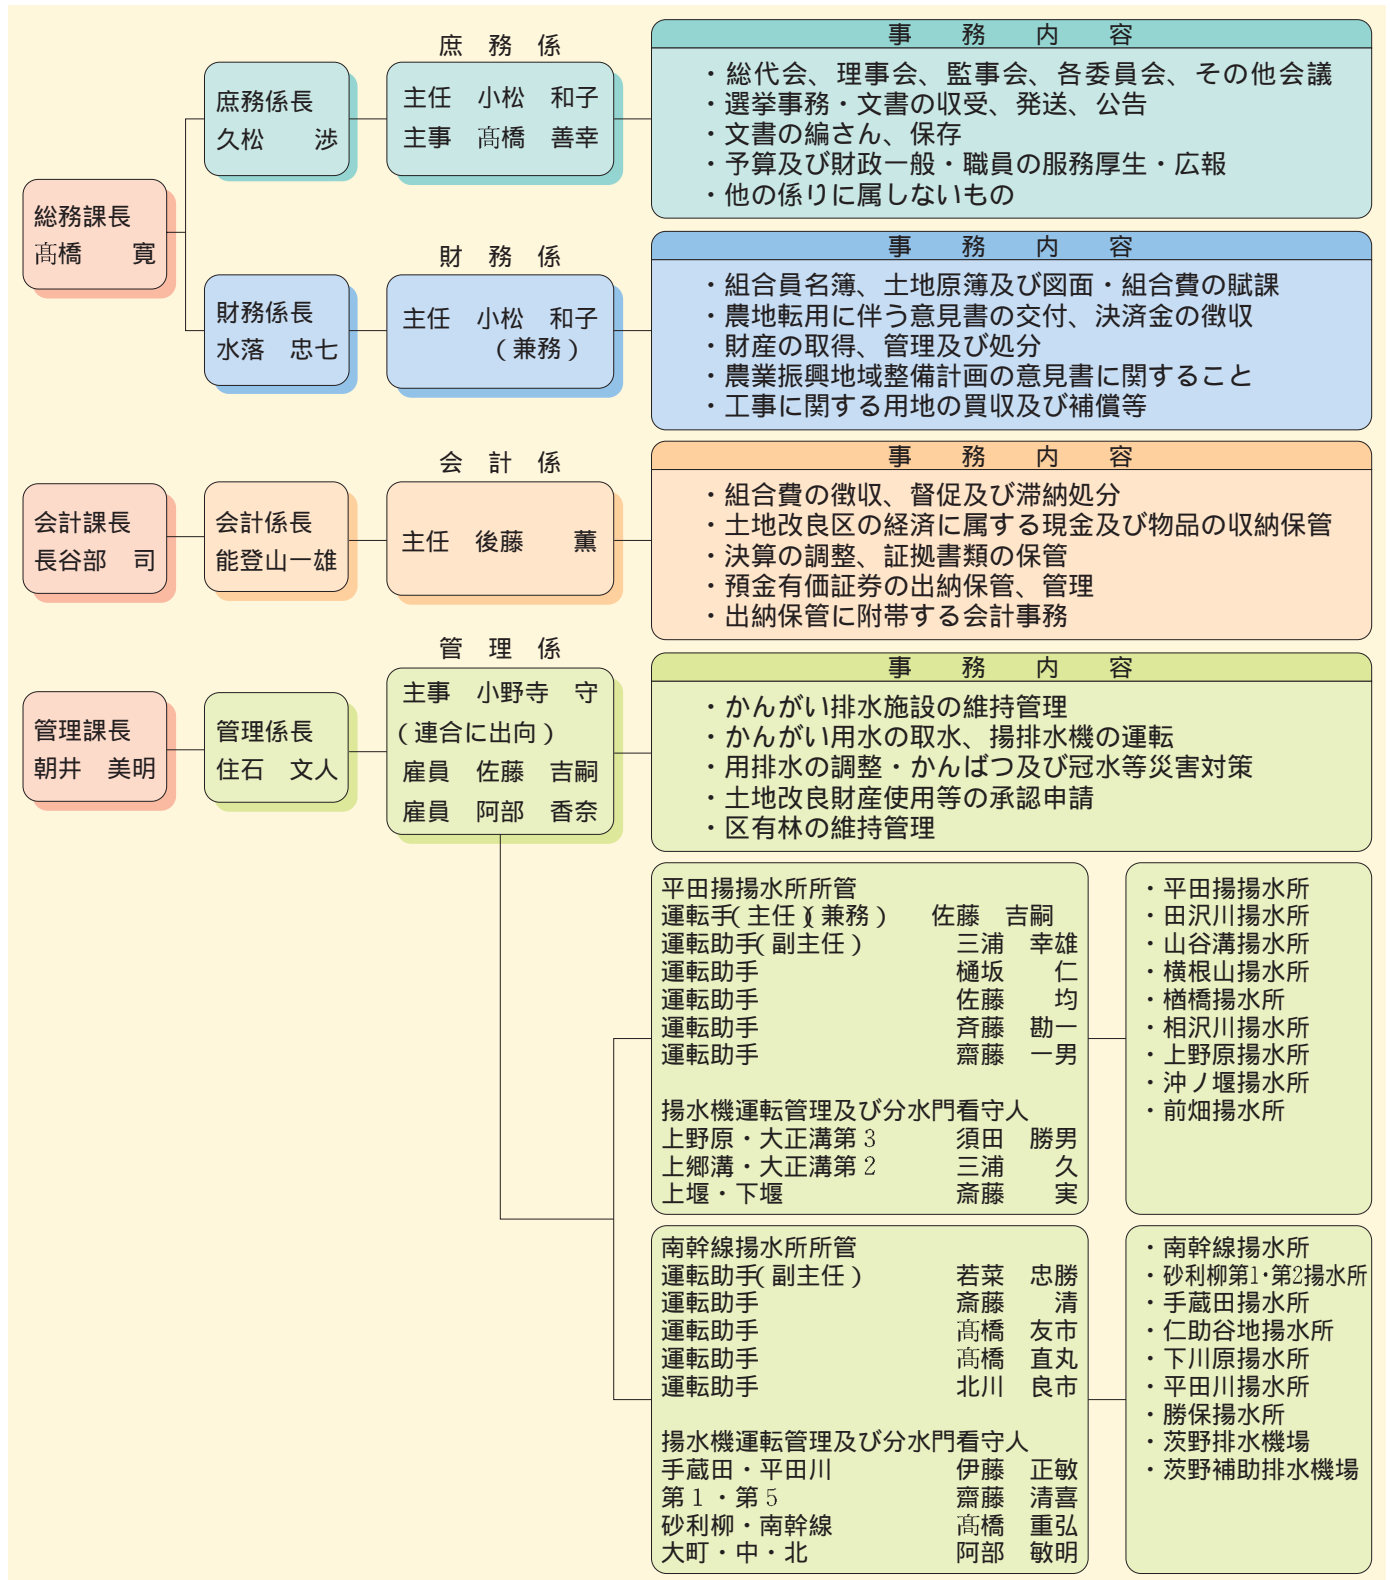 総務課長
髙橋　寛
庶務係長
久松　渉
庶務係
主任　小松　和子
主事　髙橋　善幸
事務内容
・総代会、理事会、監事会、各委員会、その他会議
・選挙事務・文書の収受、発送、公告
・文書の編さん、保存
・予算及び財政一般・職員の服務厚生・広報
・他の係りに属しないもの
財務係長
水落　忠七
財務係
主任　小松　和子
（兼務）
事務内容
・組合員名簿、土地原簿及び図面・組合費の賦課
・農地転用に伴う意見書の交付、決済金の徴収
・財産の取得、管理及び処分
・農業振興地域整備計画の意見書に関すること
・工事に関する用地の買収及び補償等
会計課長
長谷部　司
会計係長
能登山一雄
会計係
主任　後藤　薫
事務内容
・組合費の徴収、督促及び滞納処分
・土地改良区の経済に属する現金及び物品の収納保管
・決算の調整、証拠書類の保管
・預金有価証券の出納保管、管理
・出納保管に附帯する会計事務
管理課長
朝井　美明
管理係長
住石　文人
管理係
主事　小野寺　守
（連合に出向）
雇員　佐藤　吉嗣
雇員　阿部　香奈
事務内容
・かんがい排水施設の維持管理
・かんがい用水の取水、揚排水機の運転
・用排水の調整・かんばつ及び冠水等災害対策
・土地改良財産使用等の承認申請
・区有林の維持管理
平田揚揚水所所管
運転手（主任）（兼務）　佐藤　吉嗣
運転助手（副主任）　三浦　幸雄
運転助手　樋坂　仁
運転助手　佐藤　均
運転助手　斉藤　勘一
運転助手　齋藤　一男
揚水機運転管理及び分水門看守人
上野原・大正溝第３　須田　勝男
上郷溝・大正溝第２　三浦　久
上堰・下堰　斎藤　実
・平田揚揚水所
・田沢川揚水所
・山谷溝揚水所
・横根山揚水所
・楢橋揚水所
・相沢川揚水所
・上野原揚水所
・沖ノ堰揚水所
・前畑揚水所
南幹線揚水所所管
運転助手（副主任）　若菜　忠勝
運転助手　斎藤　清
運転助手　髙橋　友市
運転助手　髙橋　直丸
運転助手　北川　良市
揚水機運転管理及び分水門看守人
手蔵田・平田川　伊藤　正敏
第１・第５　齋藤　清喜
砂利柳・南幹線　髙橋　重弘
大町・中・北　阿部　敏明
・南幹線揚水所
・砂利柳第1・第2揚水所
・手蔵田揚水所
・仁助谷地揚水所
・下川原揚水所
・平田川揚水所
・勝保揚水所
・茨野排水機場
・茨野補助排水機場